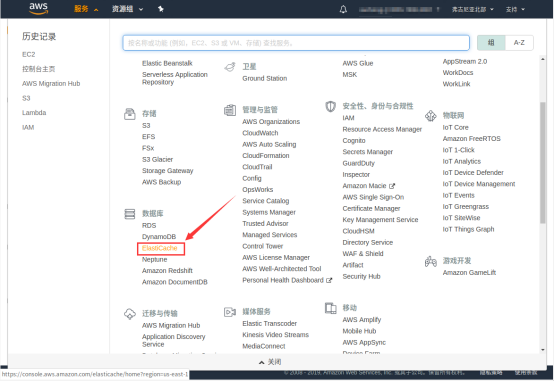 aws
服务
资源组
弗吉尼亚北部
支持
历史记录
EC2
控制台主页
AWS Migration Hub
S3
Lambda
IAM
按名称或功能 (例如，EC2、S3 或 VM、存储) 查找服务。
组
A-Z
Elastic Beanstalk
Serverless Application
Repository
存储
S3
EFS
FSx
S3 Glacier
Storage Gateway
AWS Backup
数据库
RDS
DynamoDB
ElastiCache
Neptune
Amazon Redshift
Amazon DocumentDB
迁移与传输
AWS Migration Hub
Application Discovery
Service
卫星
Ground Station
管理与监管
AWS Organizations
CloudWatch
AWS Auto Scaling
CloudFormation
CloudTrail
Config
OpsWorks
Service Catalog
Systems Manager
Trusted Advisor
Managed Services
Control Tower
AWS License Manager
AWS Well-Architected Tool
Personal Health Dashboard
媒体服务
Elastic Transcoder
Kinesis Video Streams
MediaConnect
AWS Glue
MSK
安全性、身份与合规性
IAM
Resource Access Manager
Cognito
Secrets Manager
GuardDuty
Inspector
Amazon Macie
AWS Single Sign-On
Certificate Manager
Key Management Service
CloudHSM
Directory Service
WAF & Shield
Artifact
Security Hub
移动
AWS Amplify
Mobile Hub
AWS AppSync
Device Farm
AppStream 2.0
WorkDocs
WorkLink
物联网
IoT Core
Amazon FreeRTOS
IoT 1-Click
IoT Analytics
IoT Device Defender
IoT Device Management
IoT Events
IoT Greengrass
IoT SiteWise
IoT Things Graph
游戏开发
Amazon GameLift
关闭
https://console.aws.amazon.com/elasticache/home?region=us-east-1
© 2008 - 2019, Amazon Web Services, Inc. 或其子公司。保留所有权利。
隐私策略
使用条款